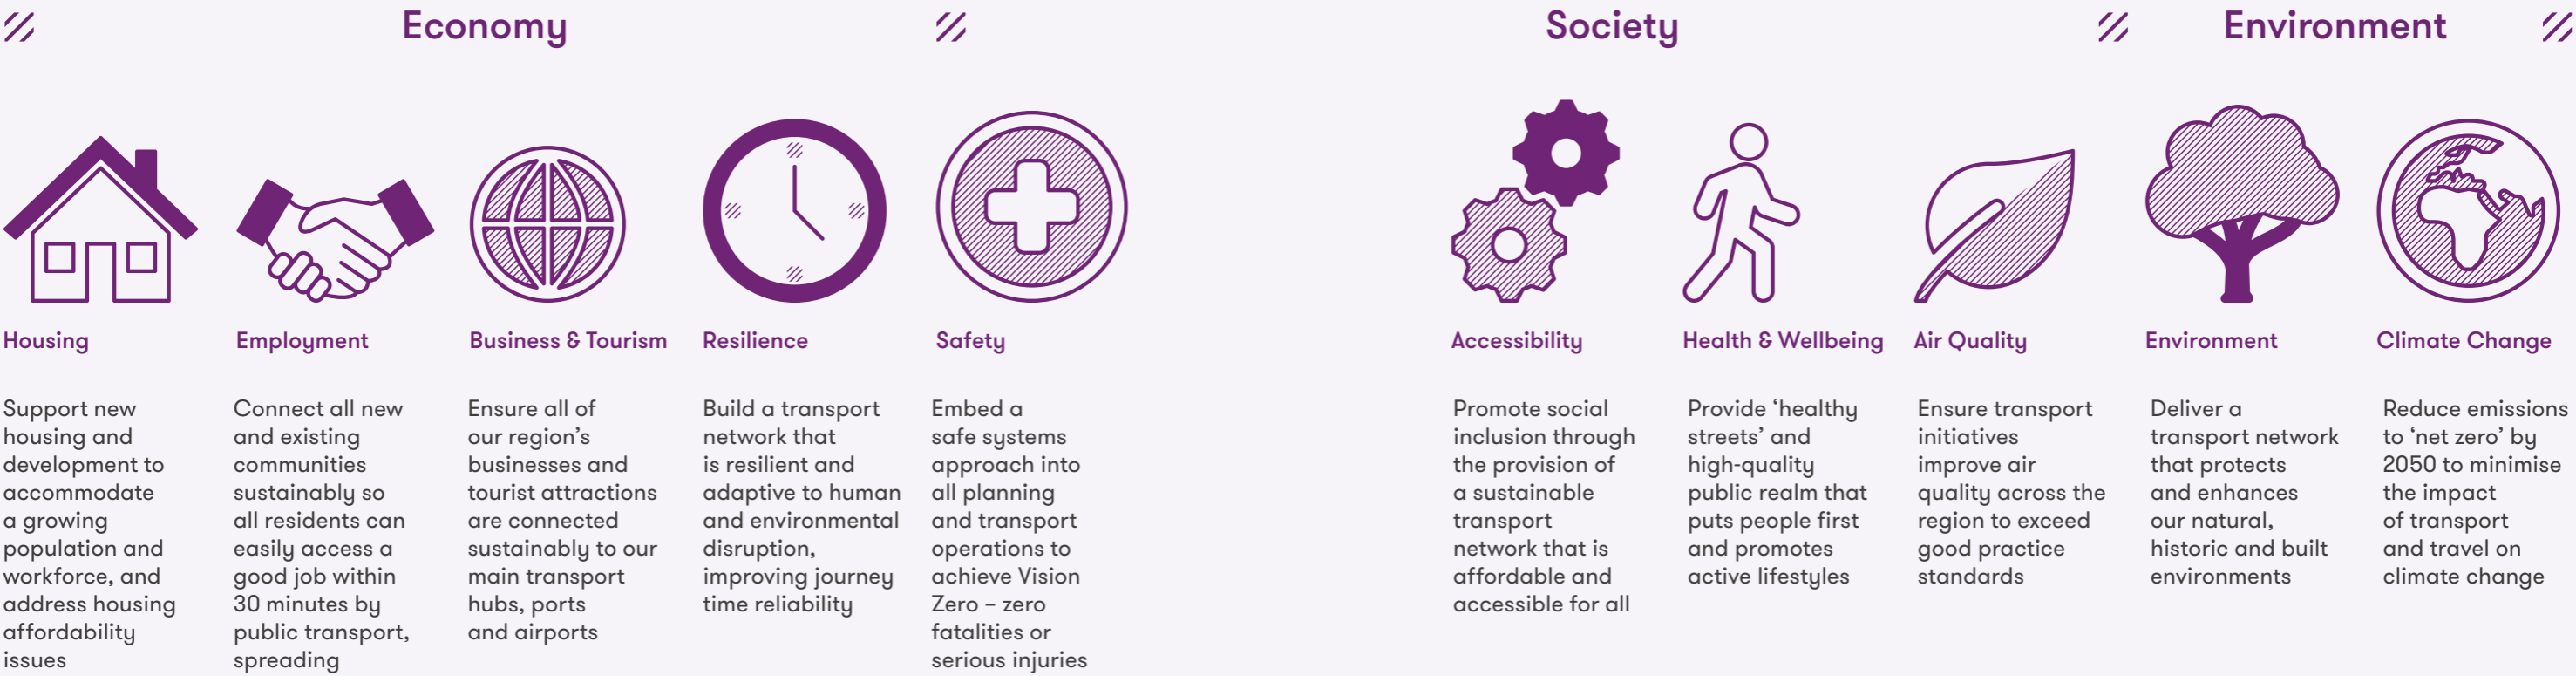 Economy
Society
Environment
Housing
Support new
housing and
development to
accommodate
a growing
population and
workforce, and
address housing
affordability
issues
Employment
Connect all new
and existing
communities
sustainably so
all residents can
easily access a
good job within
30 minutes by
public transport,
spreading
Business & Tourism
Ensure all of
our region’s
businesses and
tourist attractions
are connected
sustainably to our
main transport
hubs, ports
and airports
Resilience
Build a transport
network that
is resilient and
adaptive to human
and environmental
disruption,
improving journey
time reliability
Safety
Embed a
safe systems
approach into
all planning
and transport
operations to
achieve Vision
Zero – zero
fatalities or
serious injuries
Accessibility
Promote social
inclusion through
the provision of
a sustainable
transport
network that is
affordable and
accessible for all
Health & Wellbeing
Provide ‘healthy
streets’ and
high-quality
public realm that
puts people first
and promotes
active lifestyles
Air Quality
Ensure transport
initiatives
improve air
quality across the
region to exceed
good practice
standards
Environment
Deliver a
transport network
that protects
and enhances
our natural,
historic and built
environments
Climate Change
Reduce emissions
to ‘net zero’ by
2050 to minimise
the impact
of transport
and travel on
climate change